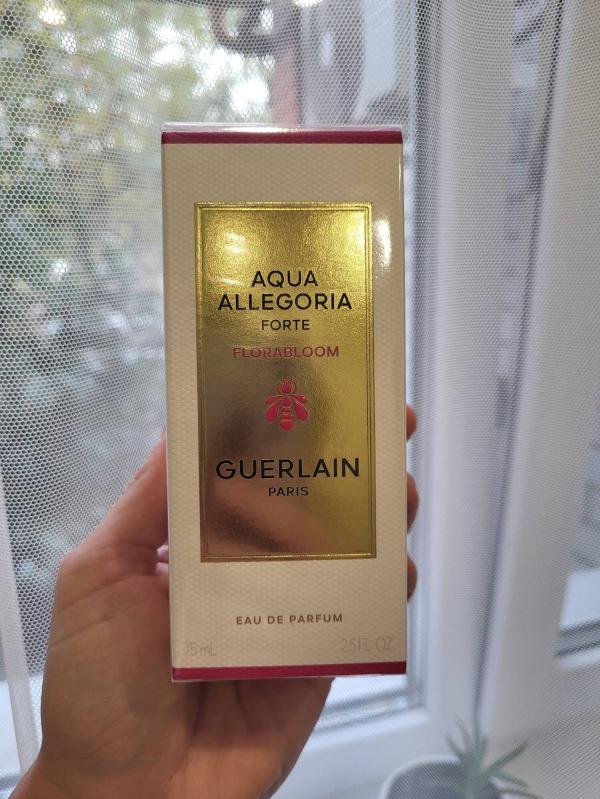 AQUA
ALLEGORIA
FORTE
FLORABLOOM
GUERLAIN
PARIS
EAU DE PARFUM
75 mL 2.5 FL. OZ.